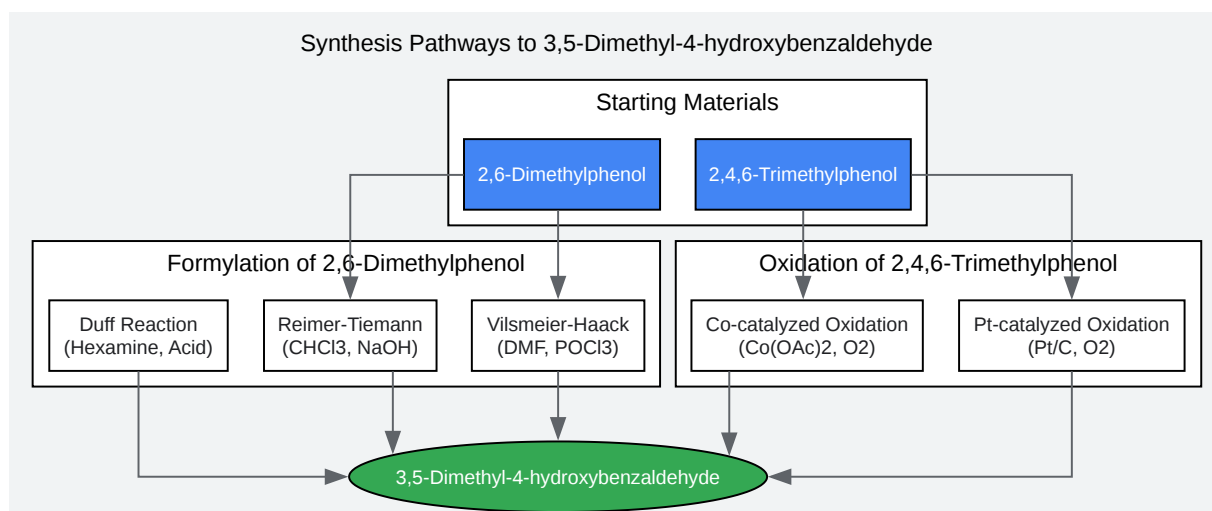 Synthesis Pathways to 3,5-Dimethyl-4-hydroxybenzaldehyde
Starting Materials
2,6-Dimethylphenol
2,4,6-Trimethylphenol
Formylation of 2,6-Dimethylphenol
Oxidation of 2,4,6-Trimethylphenol
Duff Reaction
(Hexamine, Acid)
Reimer-Tiemann
(CHCl3, NaOH)
Vilsmeier-Haack
(DMF, POCl3)
Co-catalyzed Oxidation
(Co(OAc)2, O2)
Pt-catalyzed Oxidation
(Pt/C, O2)
3,5-Dimethyl-4-hydroxybenzaldehyde